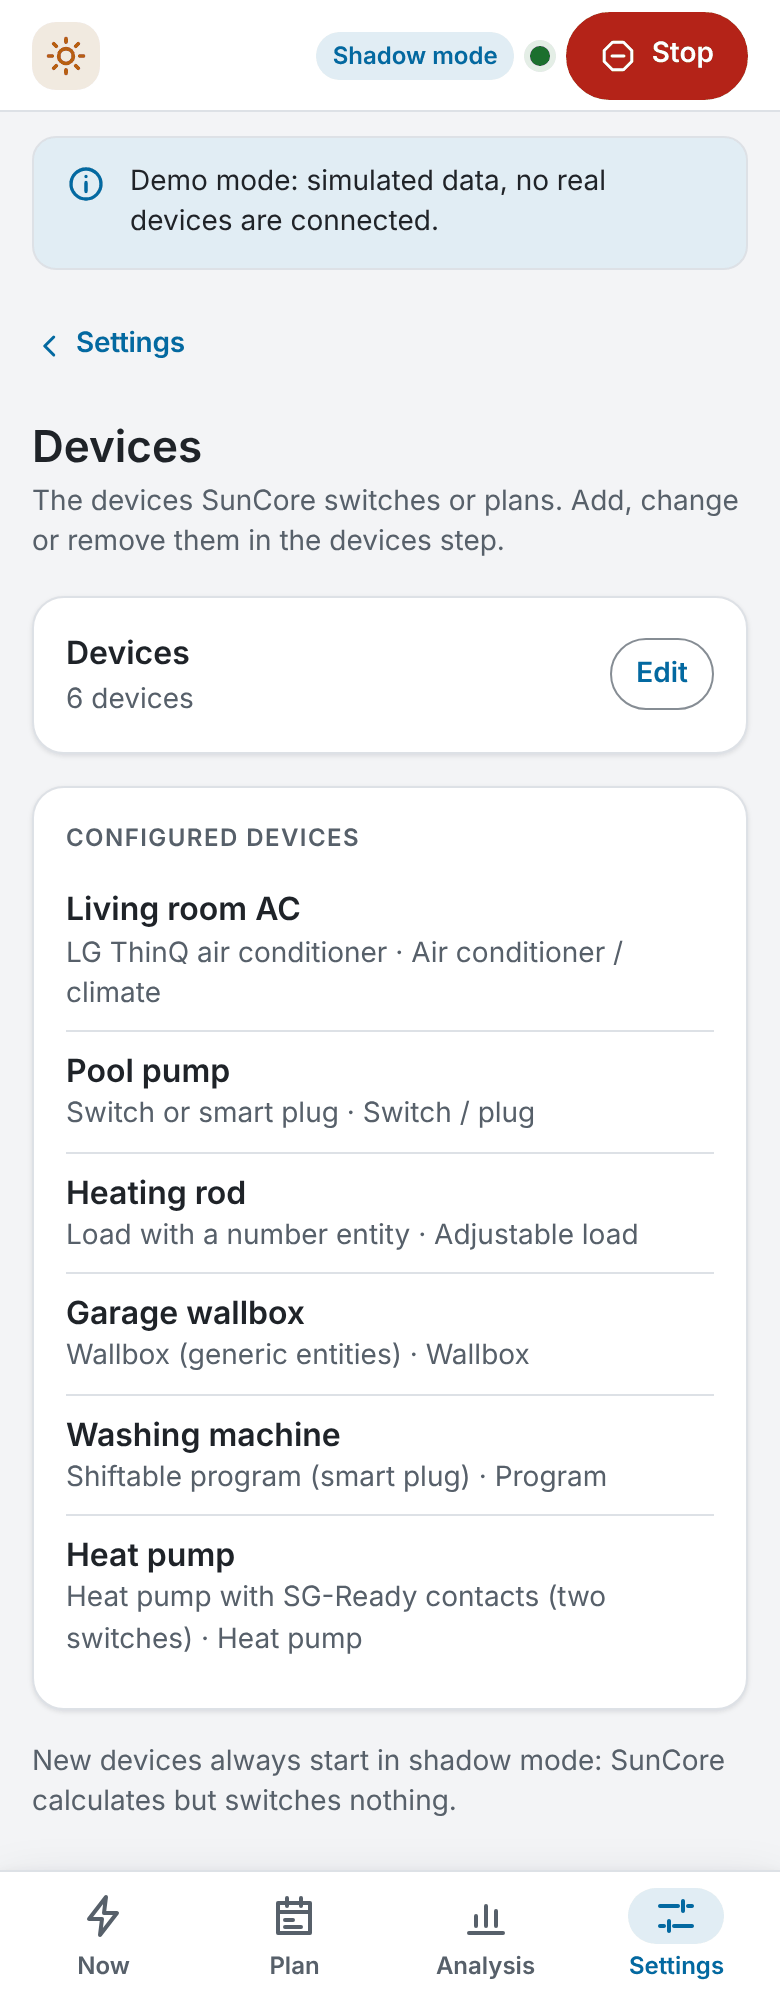 Shadow mode
Stop
Demo mode: simulated data, no real
devices are connected.
Settings
Devices
The devices SunCore switches or plans. Add, change
or remove them in the devices step.
Devices
6 devices
Edit
CONFIGURED DEVICES
Living room AC
LG ThinQ air conditioner · Air conditioner /
climate
Pool pump
Switch or smart plug · Switch / plug
Heating rod
Load with a number entity · Adjustable load
Garage wallbox
Wallbox (generic entities) · Wallbox
Washing machine
Shiftable program (smart plug) · Program
Heat pump
Heat pump with SG-Ready contacts (two
switches) · Heat pump
New devices always start in shadow mode: SunCore
calculates but switches nothing.
Now
Plan
Analysis
Settings